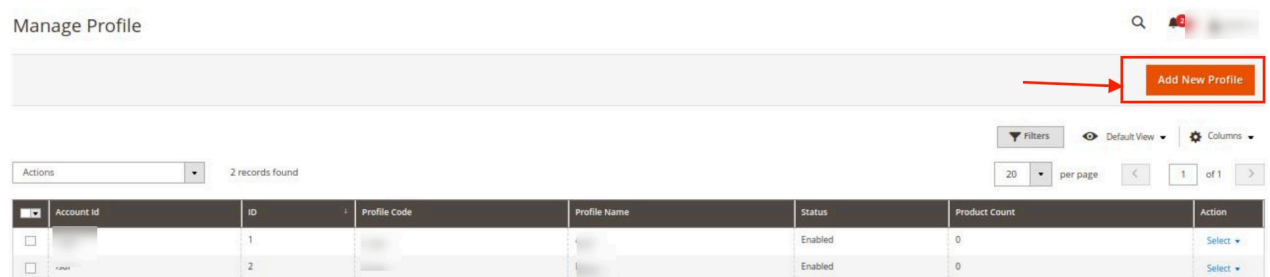 Manage Profile
2
Add New Profile
Filters Default View Columns
Actions 2 records found 20 per page 1 of 1
Account Id ID ↓ Profile Code Profile Name Status Product Count Action
1 Enabled 0 Select
2 Enabled 0 Select